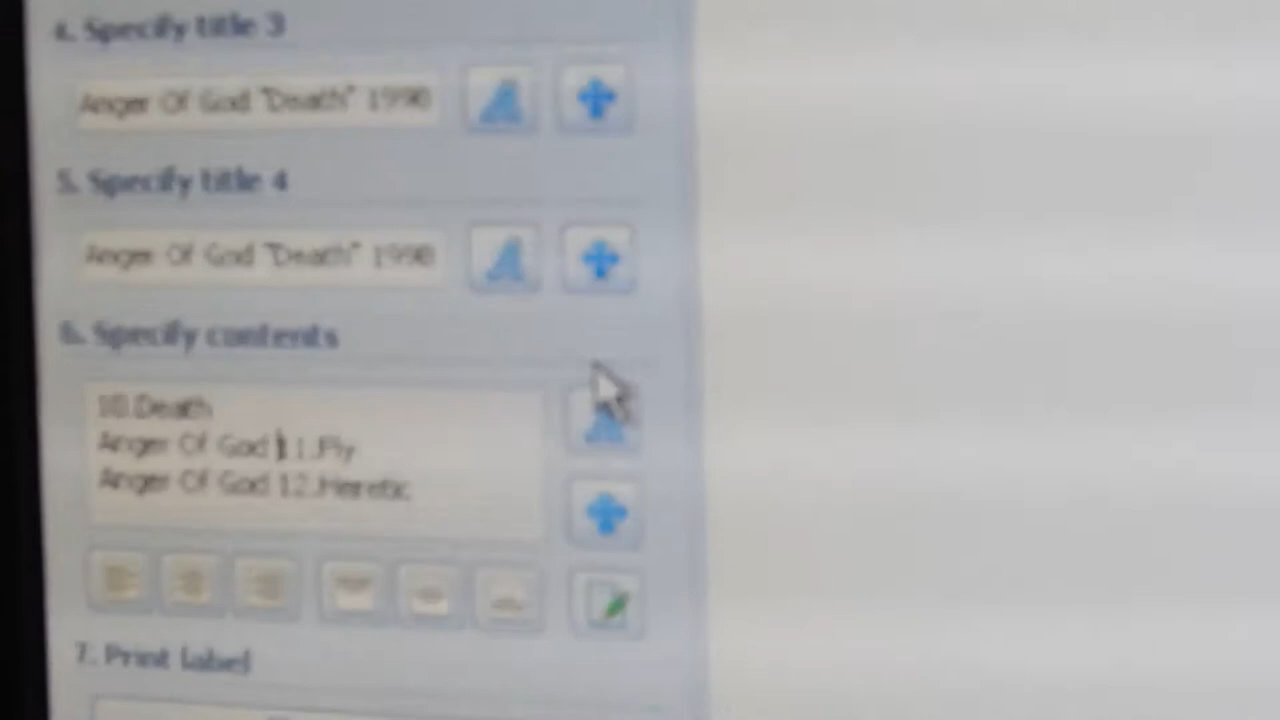 4. Specify title 3
Anger Of God "Death" 1990
5. Specify title 4
Anger Of God "Death" 1990
6. Specify contents
10.Death
Anger Of God 11.Fly
Anger Of God 12.Heretic
7. Print label